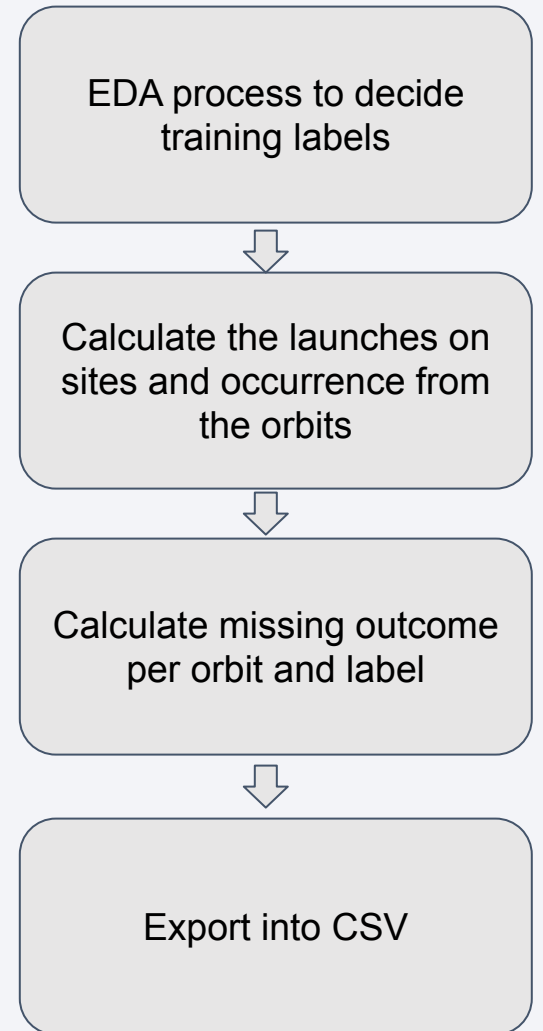 EDA process to decide
training labels
Calculate the launches on
sites and occurrence from
the orbits
Calculate missing outcome
per orbit and label
Export into CSV